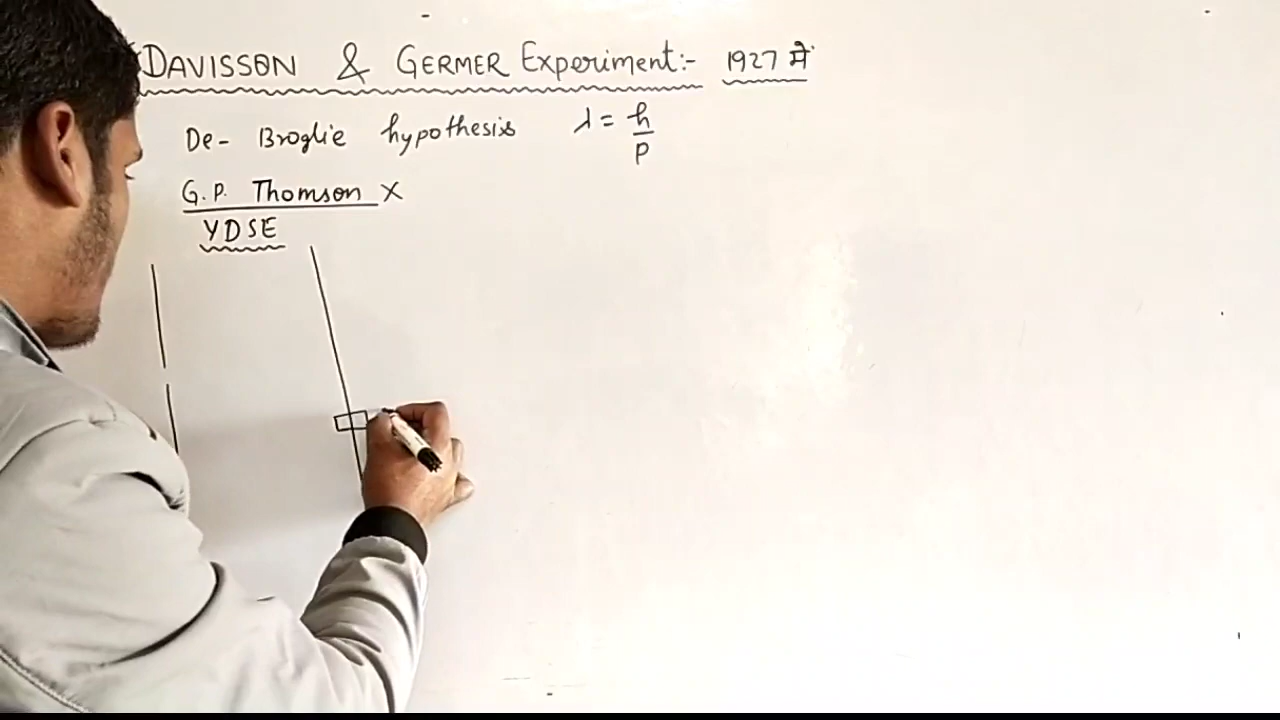 DAVISSON & GERMER Experiment:- 1927 में
De- Broglie hypothesis λ = h/p
G.P. Thomson X
YDSE